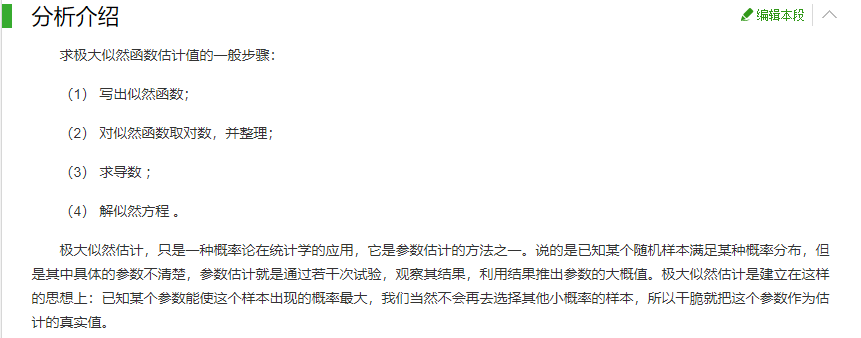 分析介绍
编辑本段
求极大似然函数估计值的一般步骤：
（1） 写出似然函数；
（2） 对似然函数取对数，并整理；
（3） 求导数 ；
（4） 解似然方程 。
极大似然估计，只是一种概率论在统计学的应用，它是参数估计的方法之一。说的是已知某个随机样本满足某种概率分布，但
是其中具体的参数不清楚，参数估计就是通过若干次试验，观察其结果，利用结果推出参数的大概值。极大似然估计是建立在这样
的思想上：已知某个参数能使这个样本出现的概率最大，我们当然不会再去选择其他小概率的样本，所以干脆就把这个参数作为估
计的真实值。